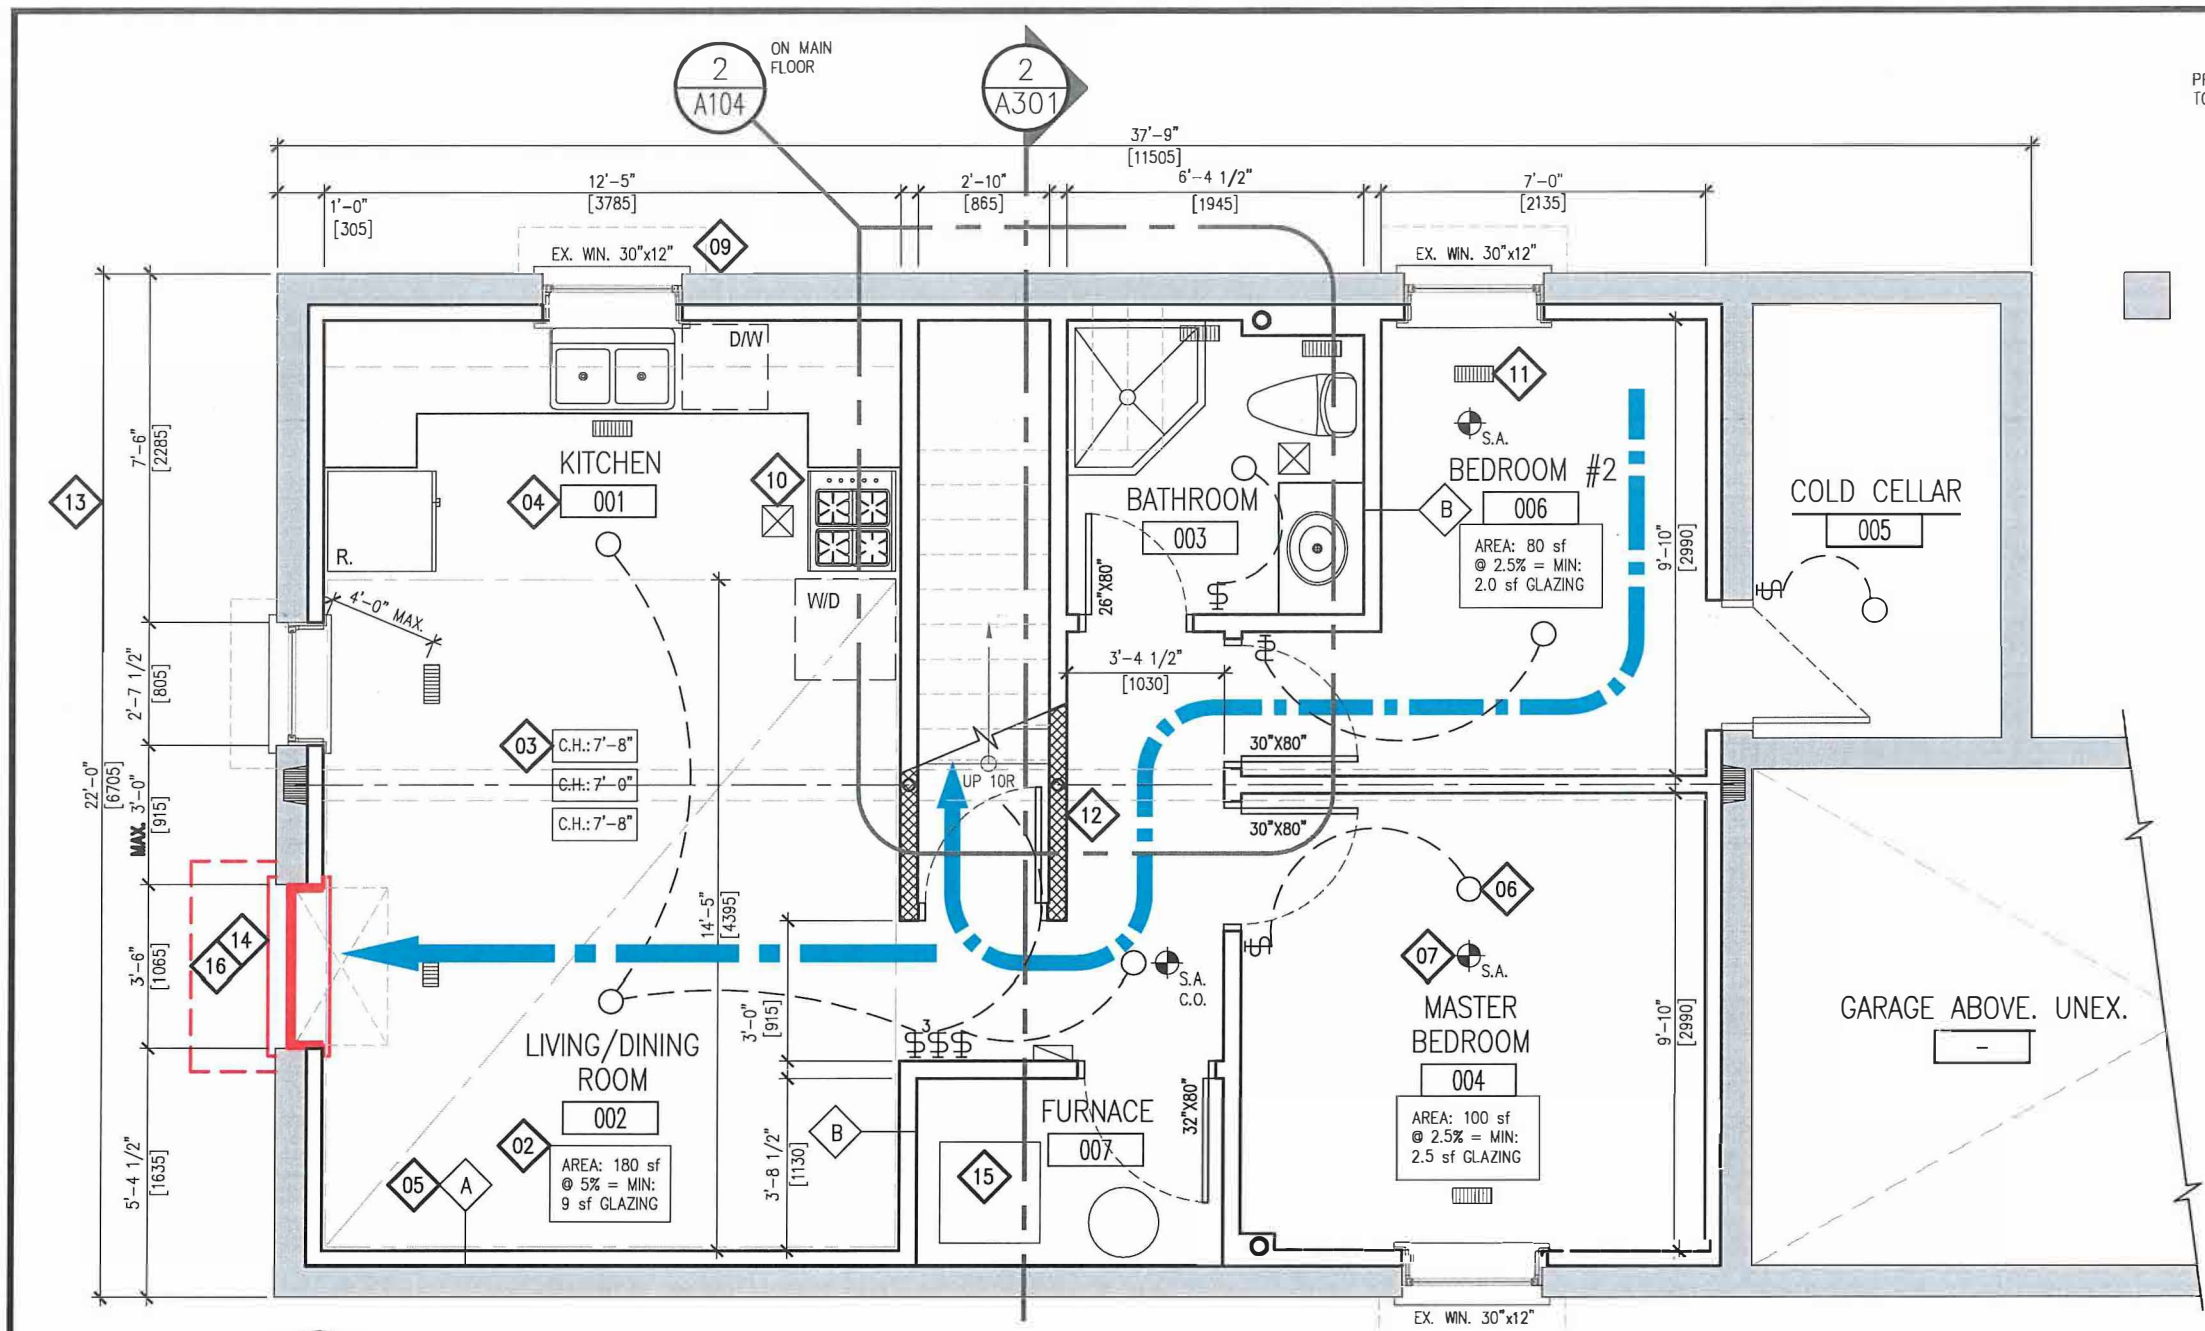 2
A104
ON MAIN
FLOOR
2
A301
37'-9"
[11505]
12'-5"
[3785]
2'-10"
[865]
6'-4 1/2"
[1945]
7'-0"
[2135]
1'-0"
[305]
EX. WIN. 30"x12"
09
EX. WIN. 30"x12"
D/W
11
S.A.
7'-6"
[2285]
KITCHEN
04
001
10
R.
BATHROOM
003
BEDROOM #2
B
006
AREA: 80 sf
@ 2.5% = MIN:
2.0 sf GLAZING
9'-10"
[2990]
COLD CELLAR
005
13
4'-0" MAX.
W/D
26"X80"
2'-7 1/2"
[805]
3'-4 1/2"
[1030]
03
C.H.: 7'-8"
C.H.: 7'-0"
C.H.: 7'-8"
UP 10R
30"X80"
30"X80"
12
22'-0"
[6705]
MAX. 3'-0"
[915]
14'-5"
[4395]
06
14
16
3'-6"
[1065]
07
S.A.
S.A.
C.O.
3'-0"
[915]
3
LIVING/DINING
ROOM
002
02
AREA: 180 sf
@ 5% = MIN:
9 sf GLAZING
MASTER
BEDROOM
004
AREA: 100 sf
@ 2.5% = MIN:
2.5 sf GLAZING
9'-10"
[2990]
GARAGE ABOVE. UNEX.
-
FURNACE
007
32"X80"
B
15
3'-8 1/2"
[1130]
5'-4 1/2"
[1635]
05
A
EX. WIN. 30"x12"